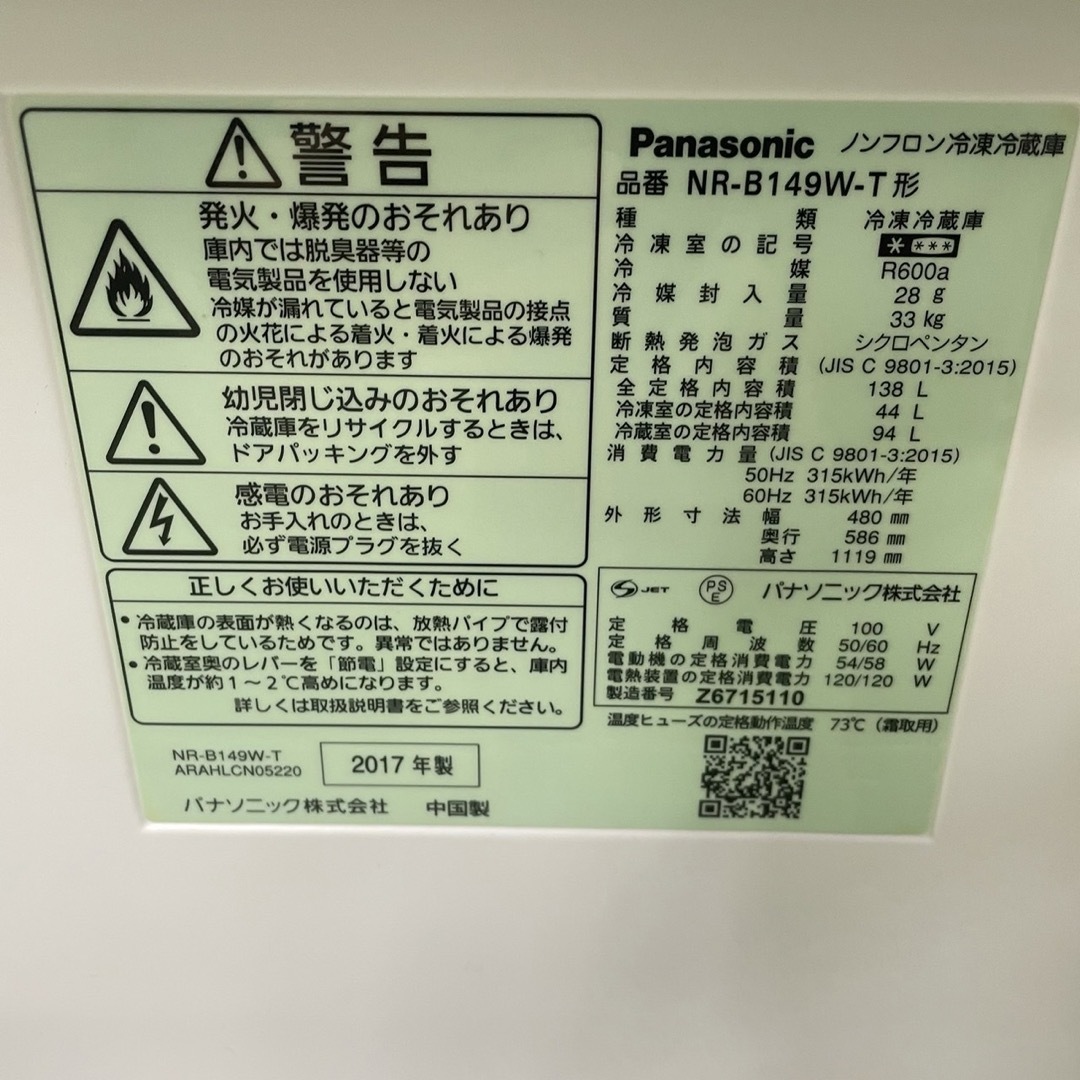 警告
発火・爆発のおそれあり
庫内では脱臭器等の
電気製品を使用しない
冷媒が漏れていると電気製品の接点
の火花による着火・着火による爆発
のおそれがあります
幼児閉じ込みのおそれあり
冷蔵庫をリサイクルするときは、
ドアパッキングを外す
感電のおそれあり
お手入れのときは、
必ず電源プラグを抜く
正しくお使いいただくために
•冷蔵庫の表面が熱くなるのは、放熱パイプで露付
防止をしているためです。異常ではありません。
•冷蔵室奥のレバーを「節電」設定にすると、庫内
温度が約1～2℃高めになります。
詳しくは取扱説明書をご参照ください。
NR-B149W-T
ARAHLCN05220
2017 年製
パナソニック株式会社 中国製
Panasonic ノンフロン冷凍冷蔵庫
品番 NR-B149W-T形
種類 冷凍冷蔵庫
冷凍室の記号 * ***
冷媒 R600a
冷媒封入量 28 g
質量 33 kg
断熱発泡ガス シクロペンタン
定格内容積 (JIS C 9801-3:2015)
全定格内容積 138 L
冷凍室の定格内容積 44 L
冷蔵室の定格内容積 94 L
消費電力量 (JIS C 9801-3:2015)
50Hz 315kWh/年
60Hz 315kWh/年
外形寸法 幅 480 mm
奥行 586 mm
高さ 1119 mm
S JET PS E パナソニック株式会社
定格電圧 100 V
定格周波数 50/60 Hz
電動機の定格消費電力 54/58 W
電熱装置の定格消費電力 120/120 W
製造番号 Z6715110
温度ヒューズの定格動作温度 73℃ (霜取用)